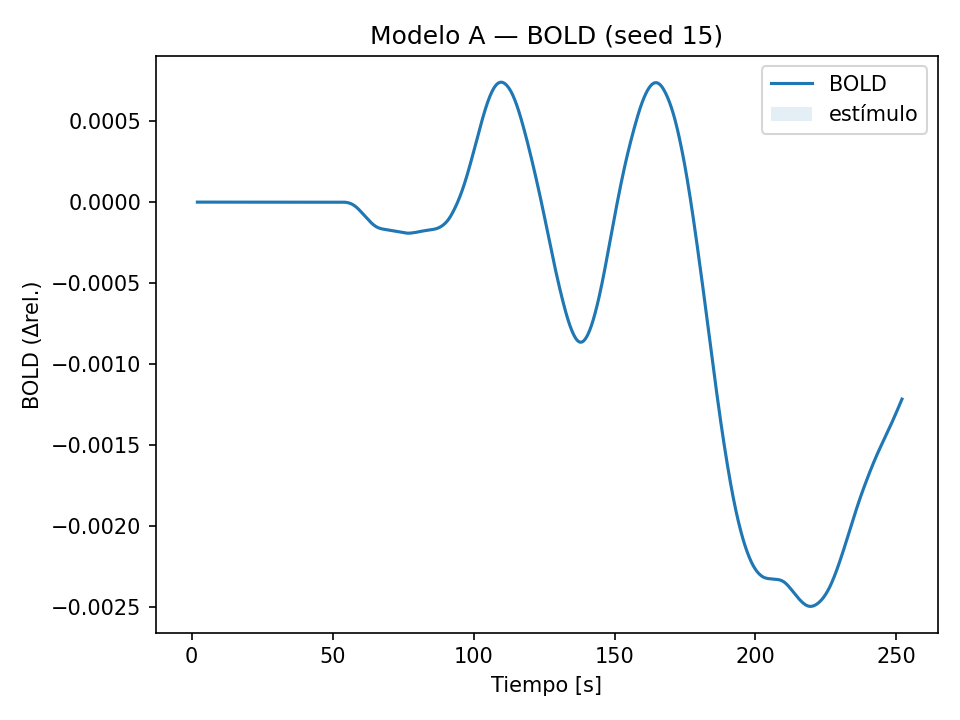 Modelo A — BOLD (seed 15)
BOLD
estímulo
0.0005
0.0000
−0.0005
−0.0010
−0.0015
−0.0020
−0.0025
BOLD (Δrel.)
0 50 100 150 200 250
Tiempo [s]